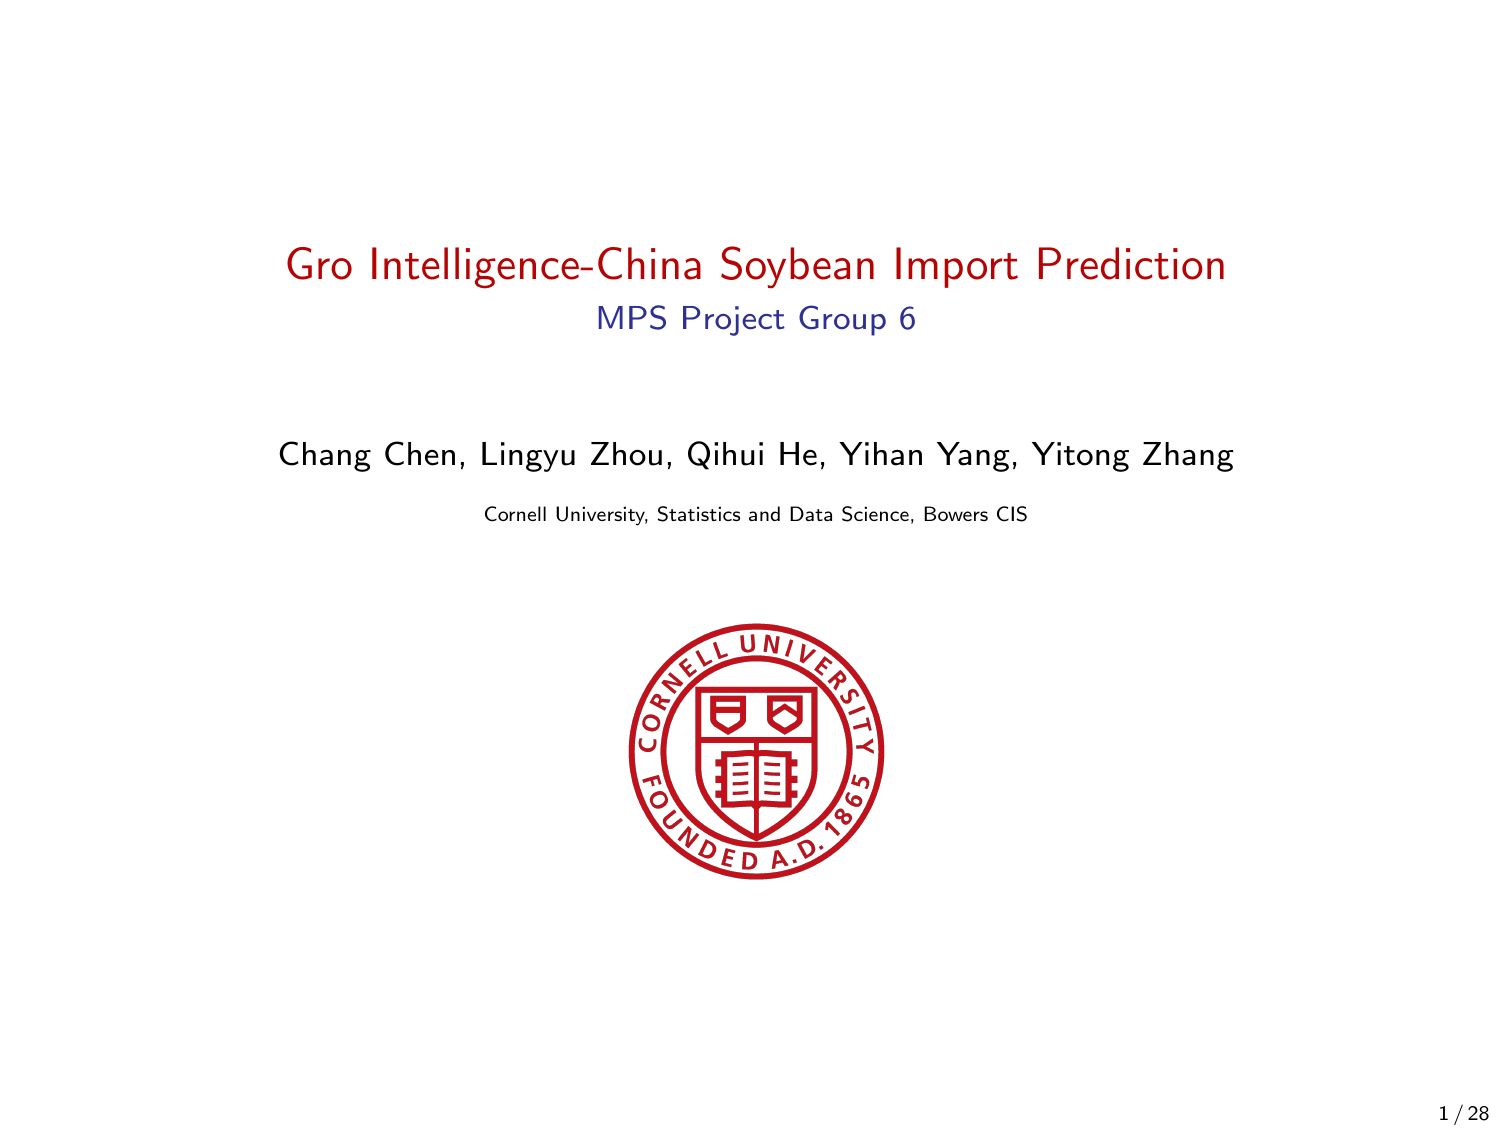 Gro Intelligence-China Soybean Import Prediction
MPS Project Group 6
Chang Chen, Lingyu Zhou, Qihui He, Yihan Yang, Yitong Zhang
Cornell University, Statistics and Data Science, Bowers CIS
CORNELL UNIVERSITY
FOUNDED A.D. 1865
1 / 28